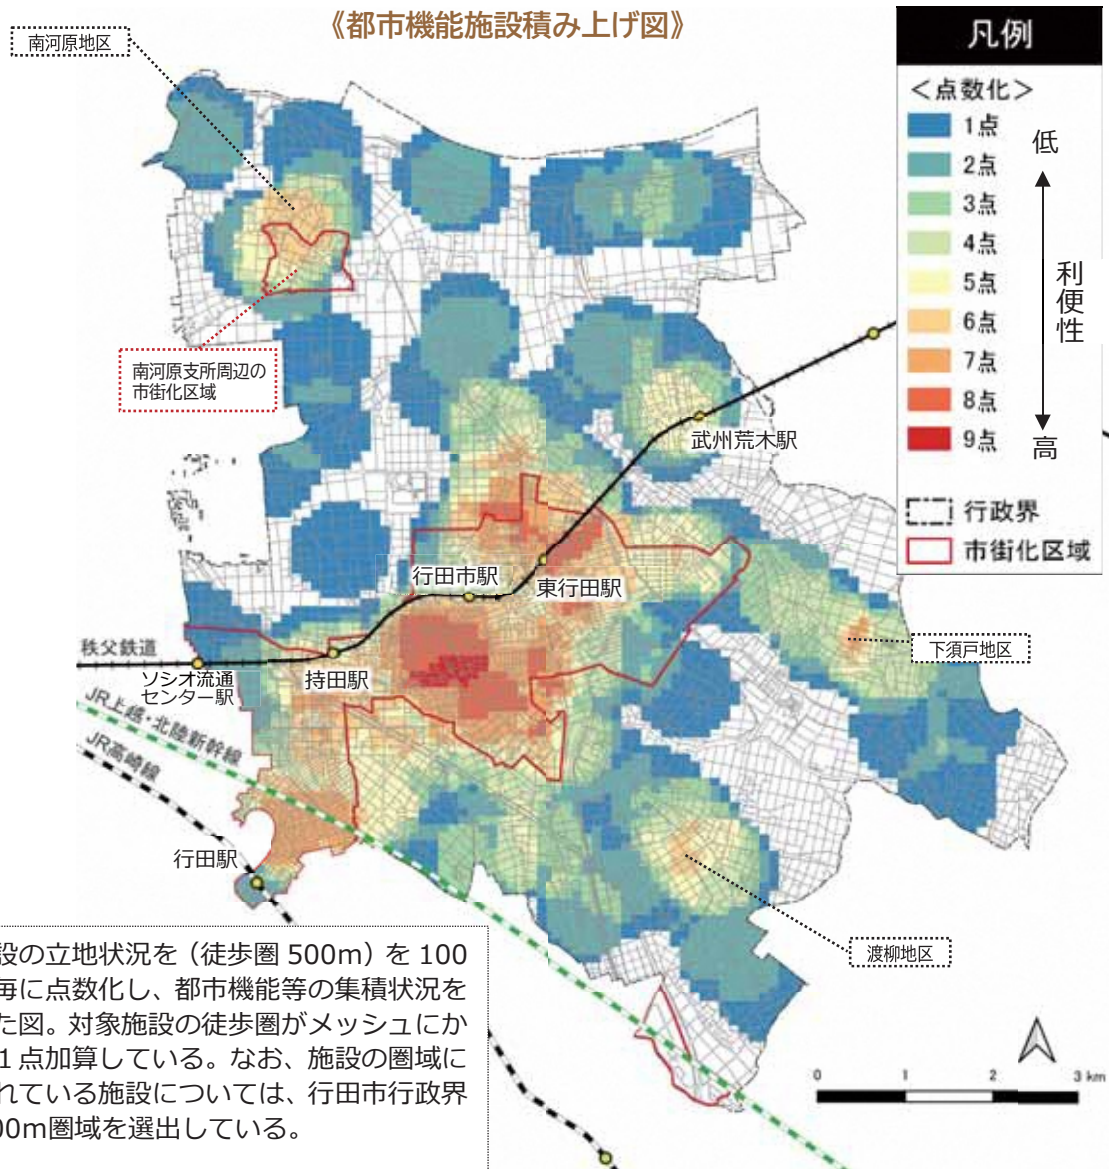 《都市機能施設積み上げ図》
南河原地区
凡例
<点数化>
1点
2点
3点
4点
5点
6点
7点
8点
9点
低
利便性
高
行政界
市街化区域
南河原支所周辺の
市街化区域
武州荒木駅
行田市駅
東行田駅
秩父鉄道
ソシオ流通
センター駅
持田駅
下須戸地区
JR上越・北陸新幹線
JR高崎線
行田駅
渡柳地区
設の立地状況を（徒歩圏 500m）を 100
毎に点数化し、都市機能等の集積状況を
た図。対象施設の徒歩圏がメッシュにか
1 点加算している。なお、施設の圏域に
れている施設については、行田市行政界
00m圏域を選出している。
0 1 2 3 km